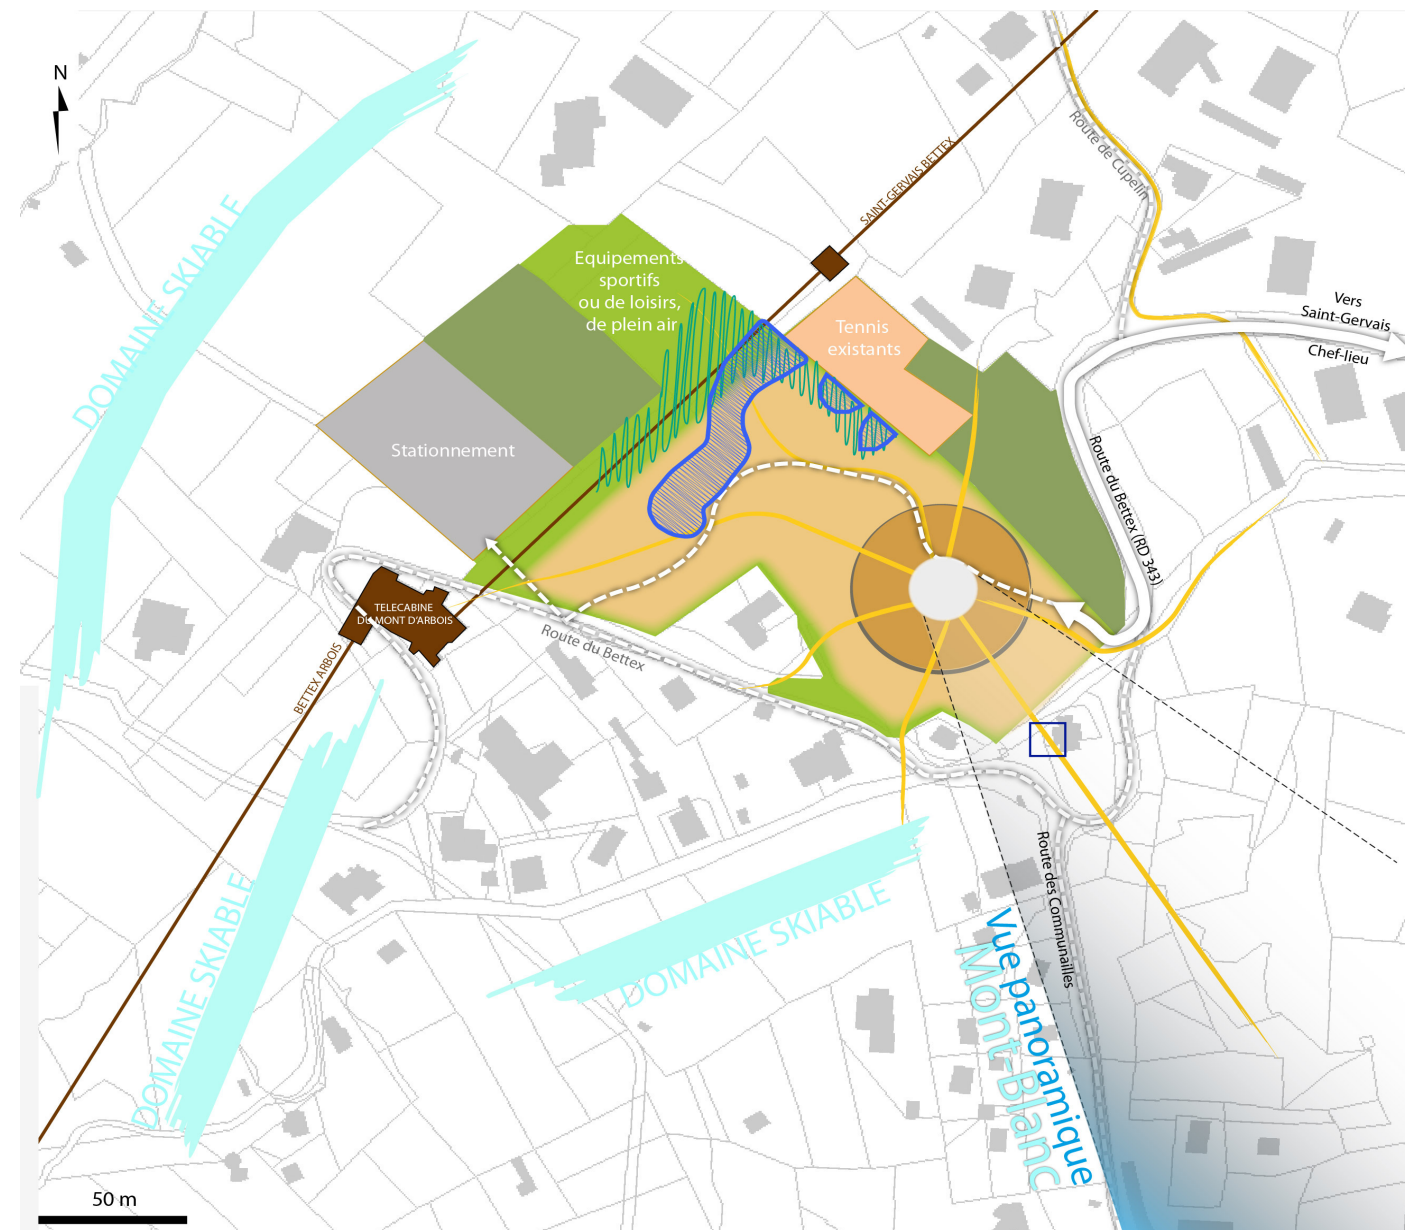 N
Route de Cupelin
SAINT-GERVAIS BETTEX
DOMAINE SKIABLE
Equipements
sportifs
ou de loisirs,
de plein air
Vers
Saint-Gervais
Chef-lieu
Tennis
existants
Stationnement
Route du Bettex (RD 343)
TELECABINE
DU MONT D'ARBOIS
Route du Bettex
BETTEX ARBOIS
Route des Communailles
DOMAINE SKIABLE
DOMAINE SKIABLE
Vue panoramique
Mont-Blanc
50 m